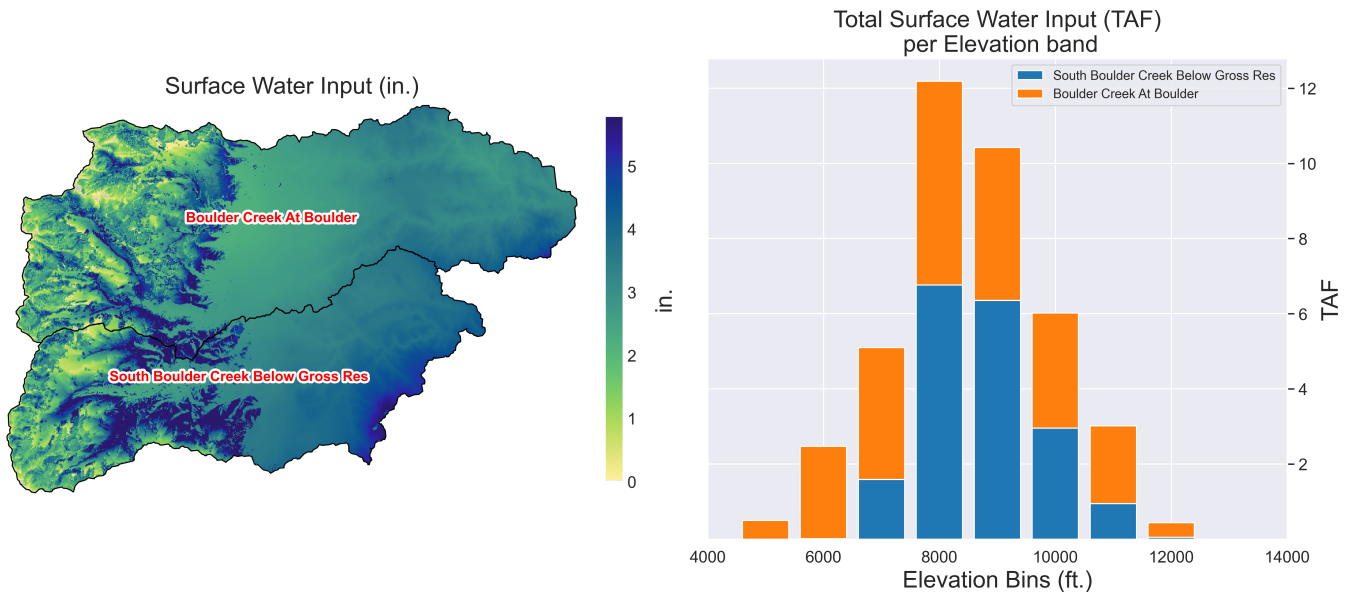 Surface Water Input (in.)
Boulder Creek At Boulder
South Boulder Creek Below Gross Res
5
4
3
2
1
0
in.
Total Surface Water Input (TAF)
per Elevation band
South Boulder Creek Below Gross Res
Boulder Creek At Boulder
12
10
8
6
4
2
TAF
4000 6000 8000 10000 12000 14000
Elevation Bins (ft.)